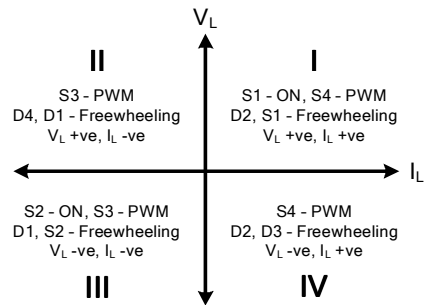 V_L
II
S3 - PWM
D4, D1 - Freewheeling
V_L +ve, I_L -ve
I
S1 - ON, S4 - PWM
D2, S1 - Freewheeling
V_L +ve, I_L +ve
I_L
S2 - ON, S3 - PWM
D1, S2 - Freewheeling
V_L -ve, I_L -ve
III
S4 - PWM
D2, D3 - Freewheeling
V_L -ve, I_L +ve
IV